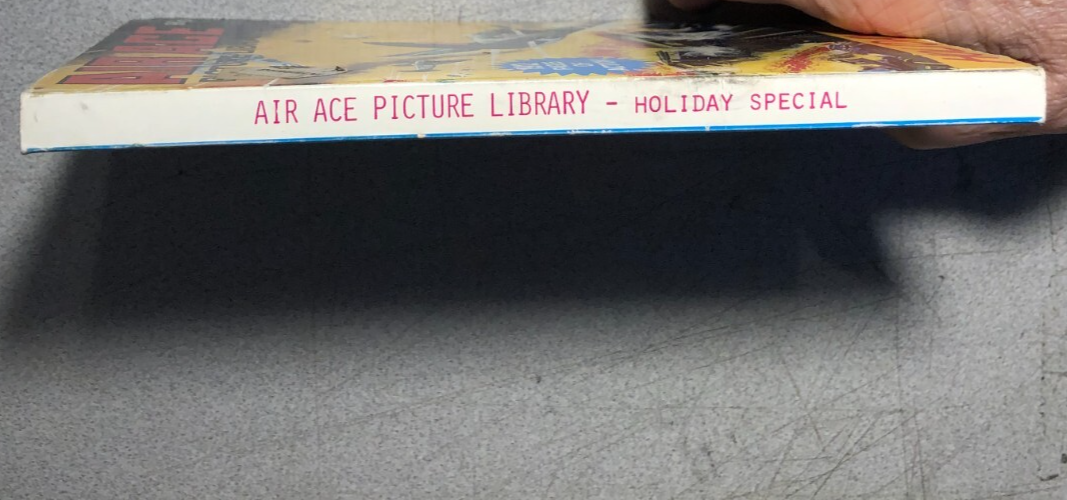 AIR ACE PICTURE LIBRARY - HOLIDAY SPECIAL